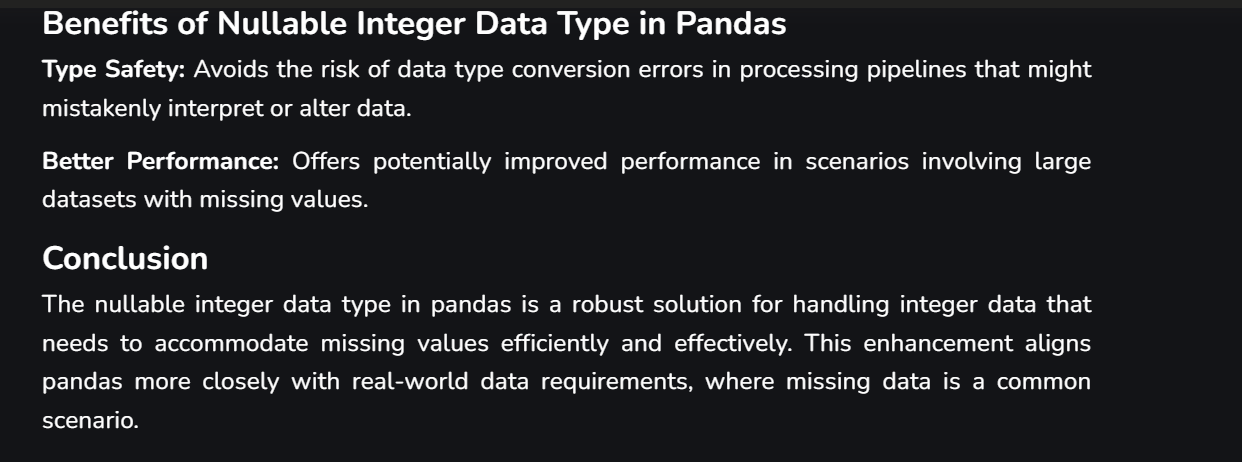 Benefits of Nullable Integer Data Type in Pandas
Type Safety: Avoids the risk of data type conversion errors in processing pipelines that might
mistakenly interpret or alter data.
Better Performance: Offers potentially improved performance in scenarios involving large
datasets with missing values.
Conclusion
The nullable integer data type in pandas is a robust solution for handling integer data that
needs to accommodate missing values efficiently and effectively. This enhancement aligns
pandas more closely with real-world data requirements, where missing data is a common
scenario.